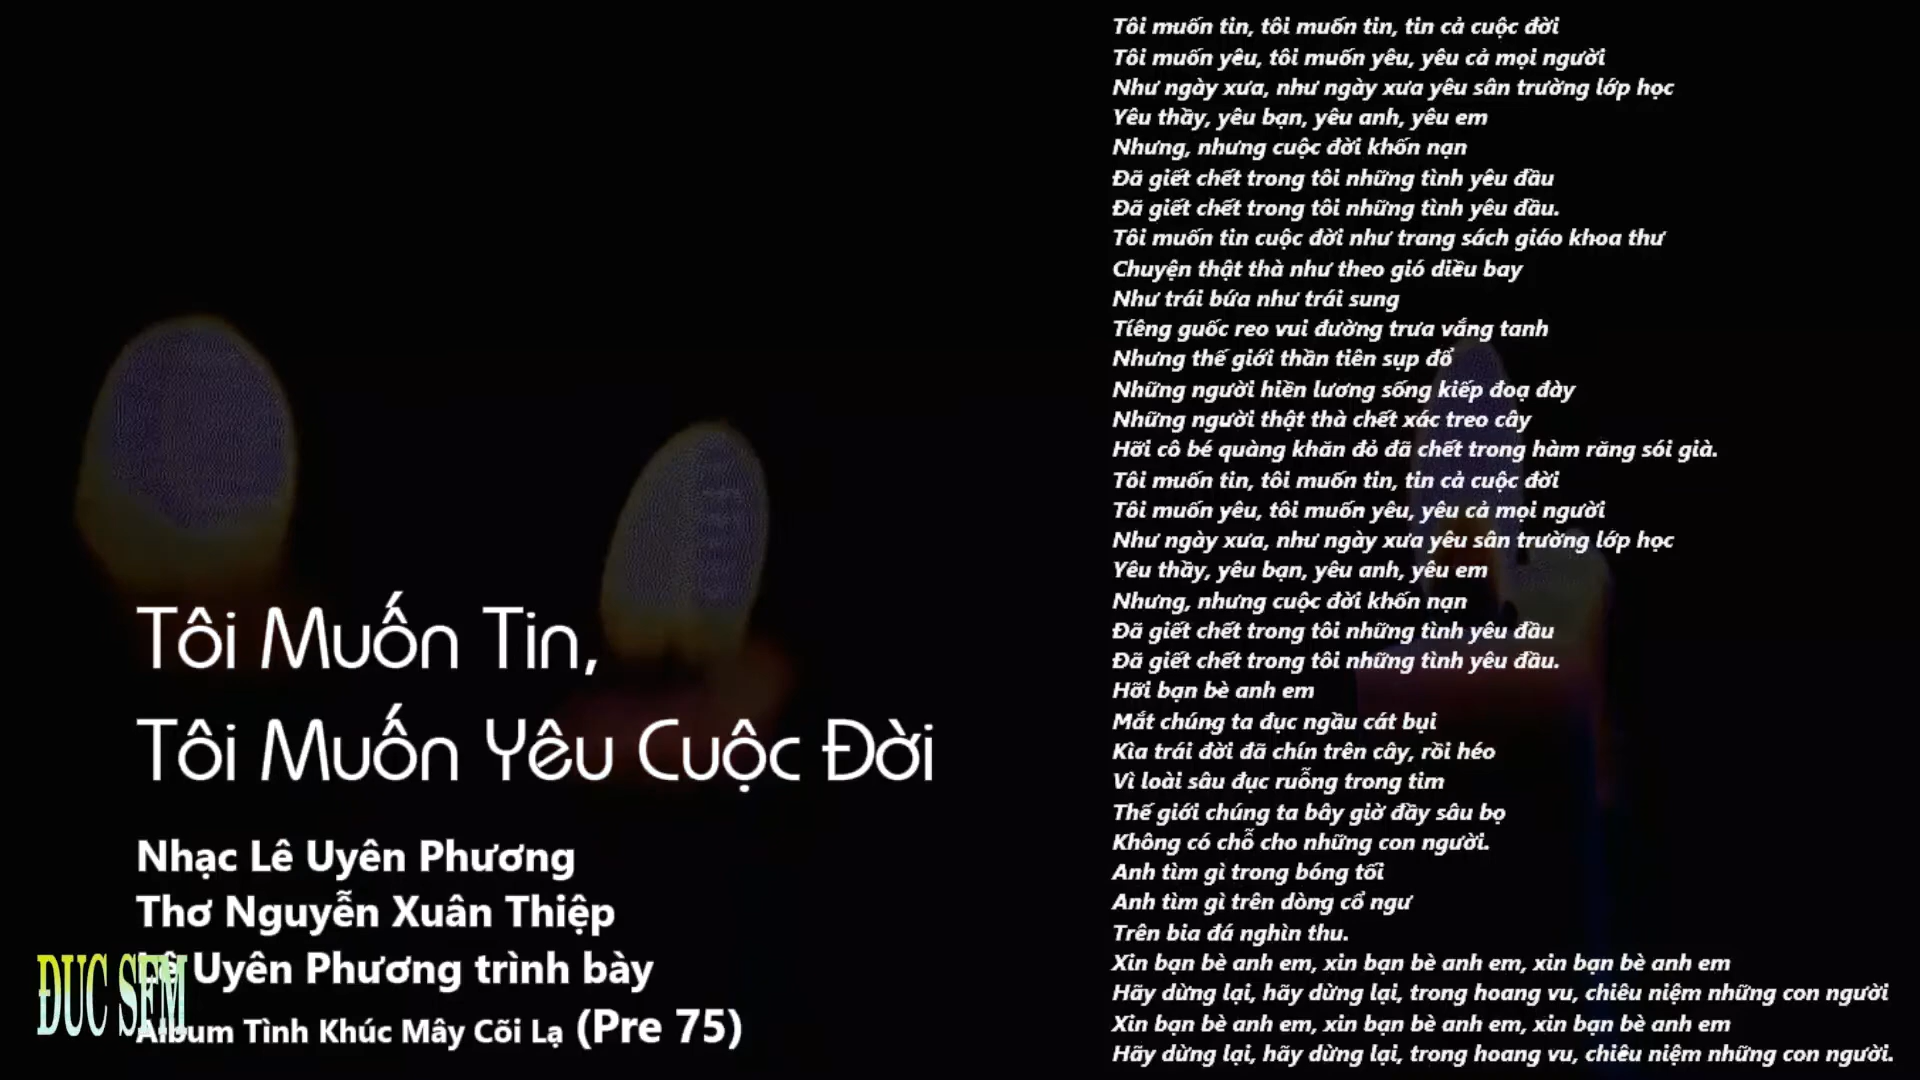 Tôi Muốn Tin,
Tôi Muốn Yêu Cuộc Đời
Nhạc Lê Uyên Phương
Thơ Nguyễn Xuân Thiệp
Uyên Phương trình bày
Album Tình Khúc Mây Cõi Lạ (Pre 75)
ĐUC SFM
Tôi muốn tin, tôi muốn tin, tin cả cuộc đời
Tôi muốn yêu, tôi muốn yêu, yêu cả mọi người
Như ngày xưa, như ngày xưa yêu sân trường lớp học
Yêu thầy, yêu bạn, yêu anh, yêu em
Nhưng, nhưng cuộc đời khốn nạn
Đã giết chết trong tôi những tình yêu đầu
Đã giết chết trong tôi những tình yêu đầu.
Tôi muốn tin cuộc đời như trang sách giáo khoa thư
Chuyện thật thà như theo gió diều bay
Như trái bứa như trái sung
Tíêng guốc reo vui đường trưa vắng tanh
Nhưng thế giới thần tiên sụp đổ
Những người hiền lương sống kiếp đoạ đày
Những người thật thà chết xác treo cây
Hỡi cô bé quàng khăn đỏ đã chết trong hàm răng sói già.
Tôi muốn tin, tôi muốn tin, tin cả cuộc đời
Tôi muốn yêu, tôi muốn yêu, yêu cả mọi người
Như ngày xưa, như ngày xưa yêu sân trường lớp học
Yêu thầy, yêu bạn, yêu anh, yêu em
Nhưng, nhưng cuộc đời khốn nạn
Đã giết chết trong tôi những tình yêu đầu
Đã giết chết trong tôi những tình yêu đầu.
Hỡi bạn bè anh em
Mắt chúng ta đục ngầu cát bụi
Kìa trái đời đã chín trên cây, rồi héo
Vì loài sâu đục ruỗng trong tim
Thế giới chúng ta bây giờ đầy sâu bọ
Không có chỗ cho những con người.
Anh tìm gì trong bóng tối
Anh tìm gì trên dòng cổ ngư
Trên bia đá nghìn thu.
Xin bạn bè anh em, xin bạn bè anh em, xin bạn bè anh em
Hãy dừng lại, hãy dừng lại, trong hoang vu, chiêu niệm những con người
Xin bạn bè anh em, xin bạn bè anh em, xin bạn bè anh em
Hãy dừng lại, hãy dừng lại, trong hoang vu, chiêu niệm những con người.